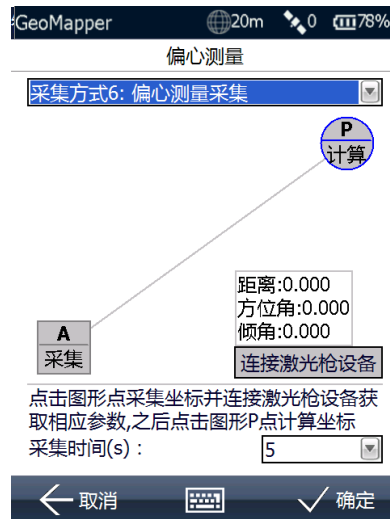 GeoMapper 20m 0 78%
偏心测量
采集方式6: 偏心测量采集
P
计算
距离:0.000
方位角:0.000
倾角:0.000
A
采集
连接激光枪设备
点击图形点采集坐标并连接激光枪设备获
取相应参数,之后点击图形P点计算坐标
采集时间(s) : 5
取消 确定